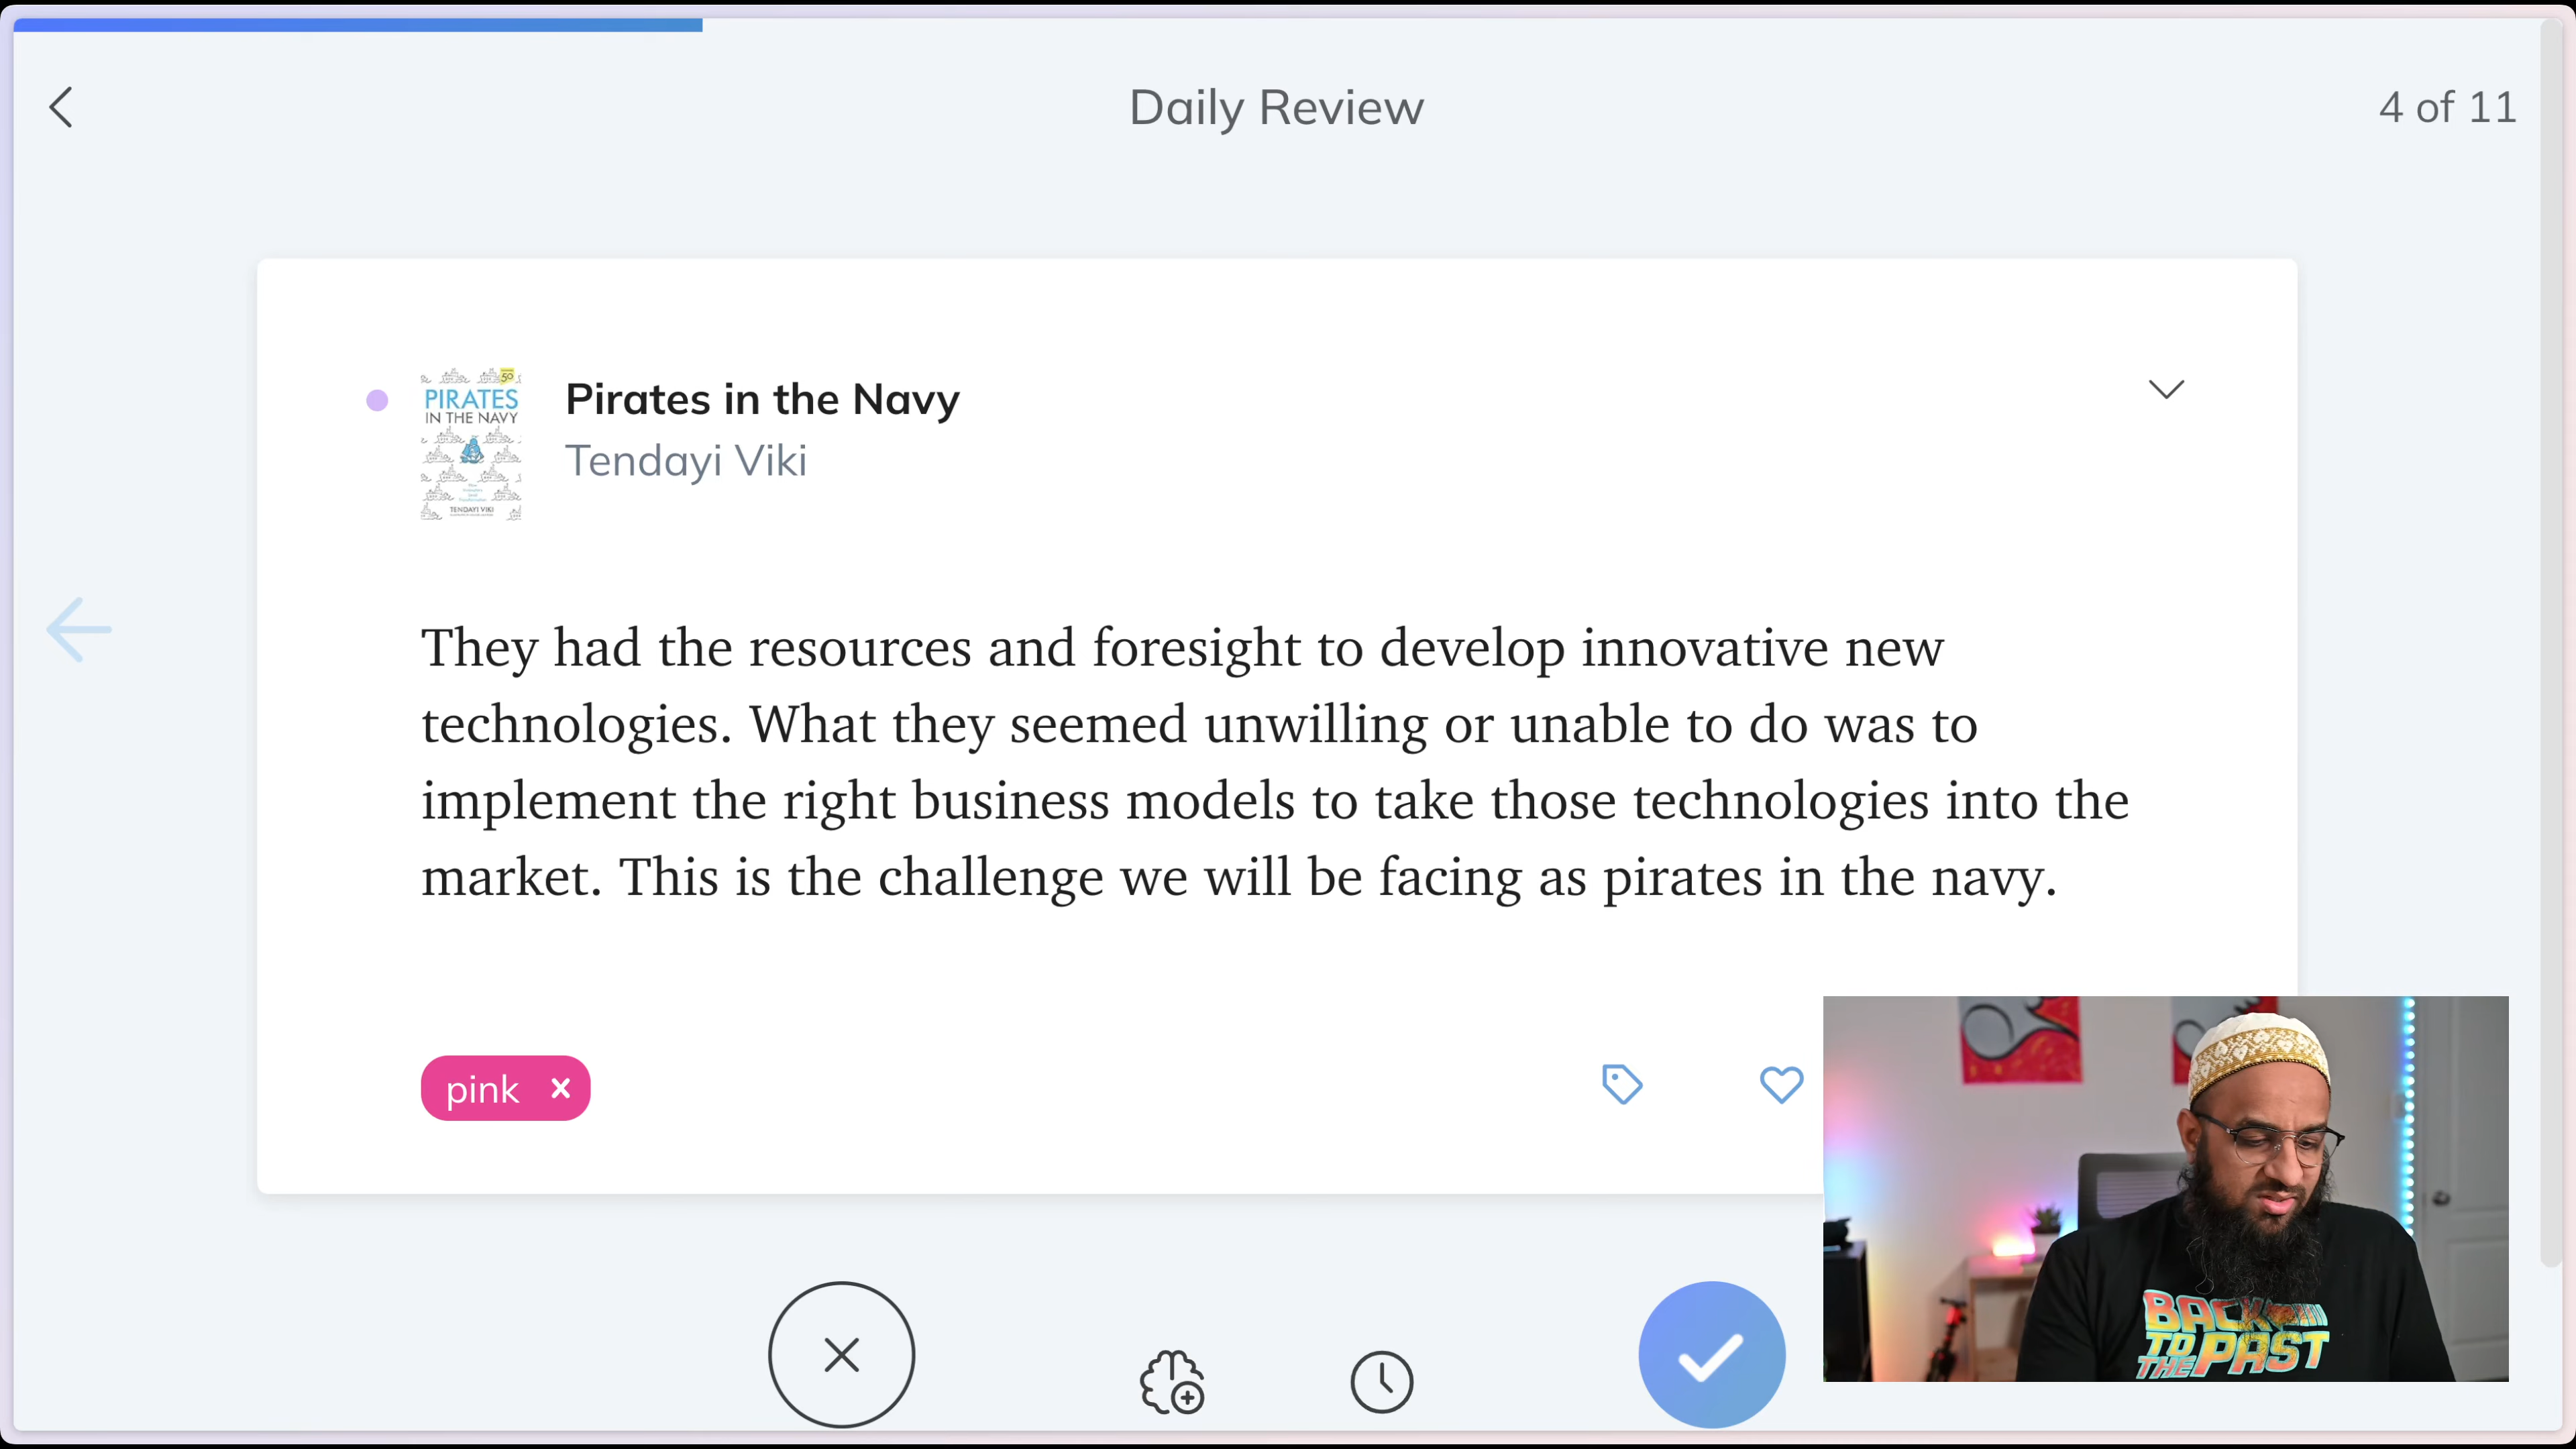 Daily Review
4 of 11
50
PIRATES
IN THE NAVY
TENDAYI VIKI
Pirates in the Navy
Tendayi Viki
They had the resources and foresight to develop innovative new
technologies. What they seemed unwilling or unable to do was to
implement the right business models to take those technologies into the
market. This is the challenge we will be facing as pirates in the navy.
pink
BACK
TO
THE PAST